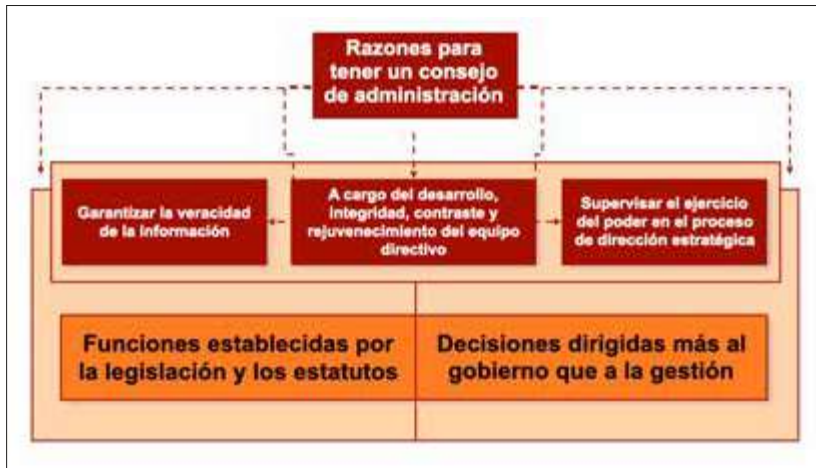 Razones para
tener un consejo
de administración
Garantizar la veracidad
de la información
A cargo del desarrollo,
integridad, contraste y
rejuvenecimiento del equipo
directivo
Supervisar el ejercicio
del poder en el proceso
de dirección estratégica
Funciones establecidas por
la legislación y los estatutos
Decisiones dirigidas más al
gobierno que a la gestión